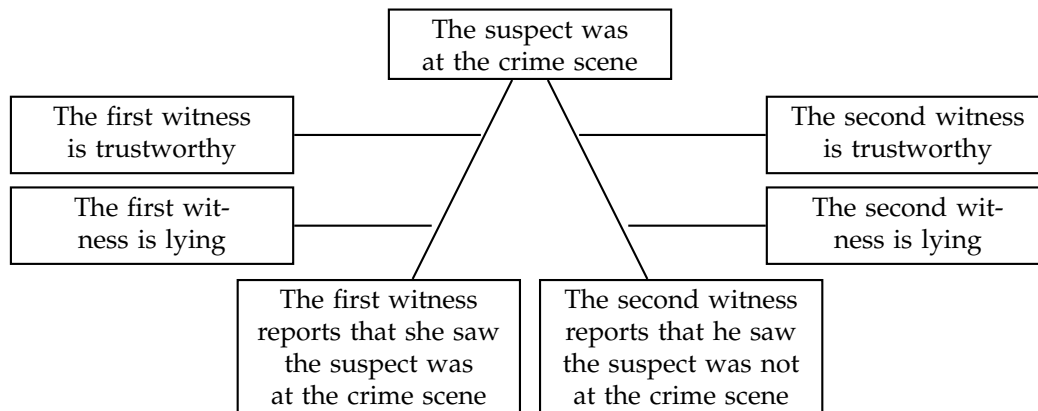 The suspect was
at the crime scene
The first witness
is trustworthy
The second witness
is trustworthy
The first wit-
ness is lying
The second wit-
ness is lying
The first witness
reports that she saw
the suspect was
at the crime scene
The second witness
reports that he saw
the suspect was not
at the crime scene